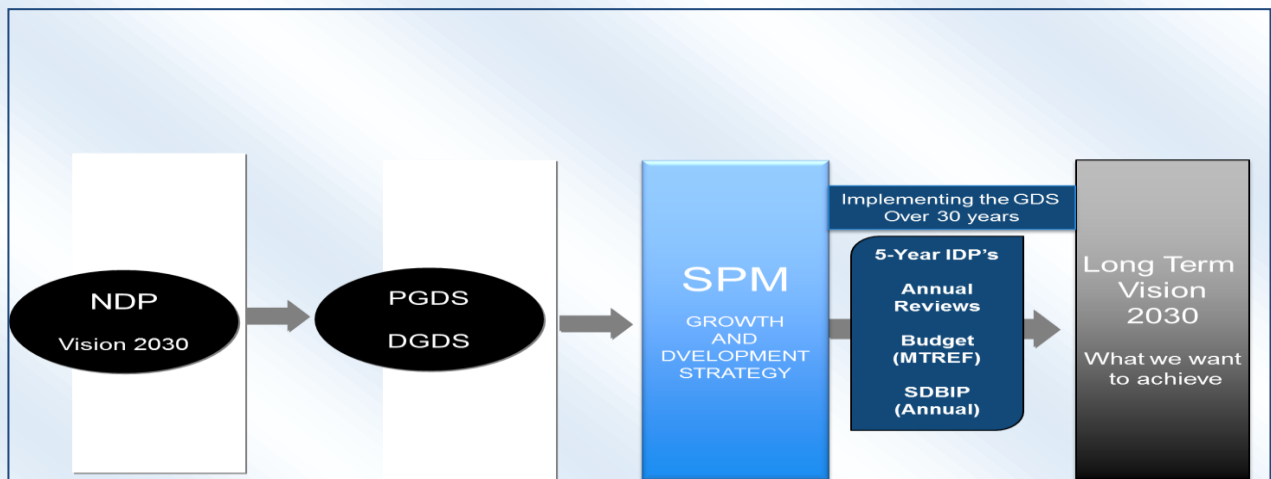 NDP
Vision 2030
PGDS
DGDS
SPM
GROWTH
AND
DVELOPMENT
STRATEGY
Implementing the GDS
Over 30 years
5-Year IDP's
Annual
Reviews
Budget
(MTREF)
SDBIP
(Annual)
Long Term
Vision
2030
What we want
to achieve